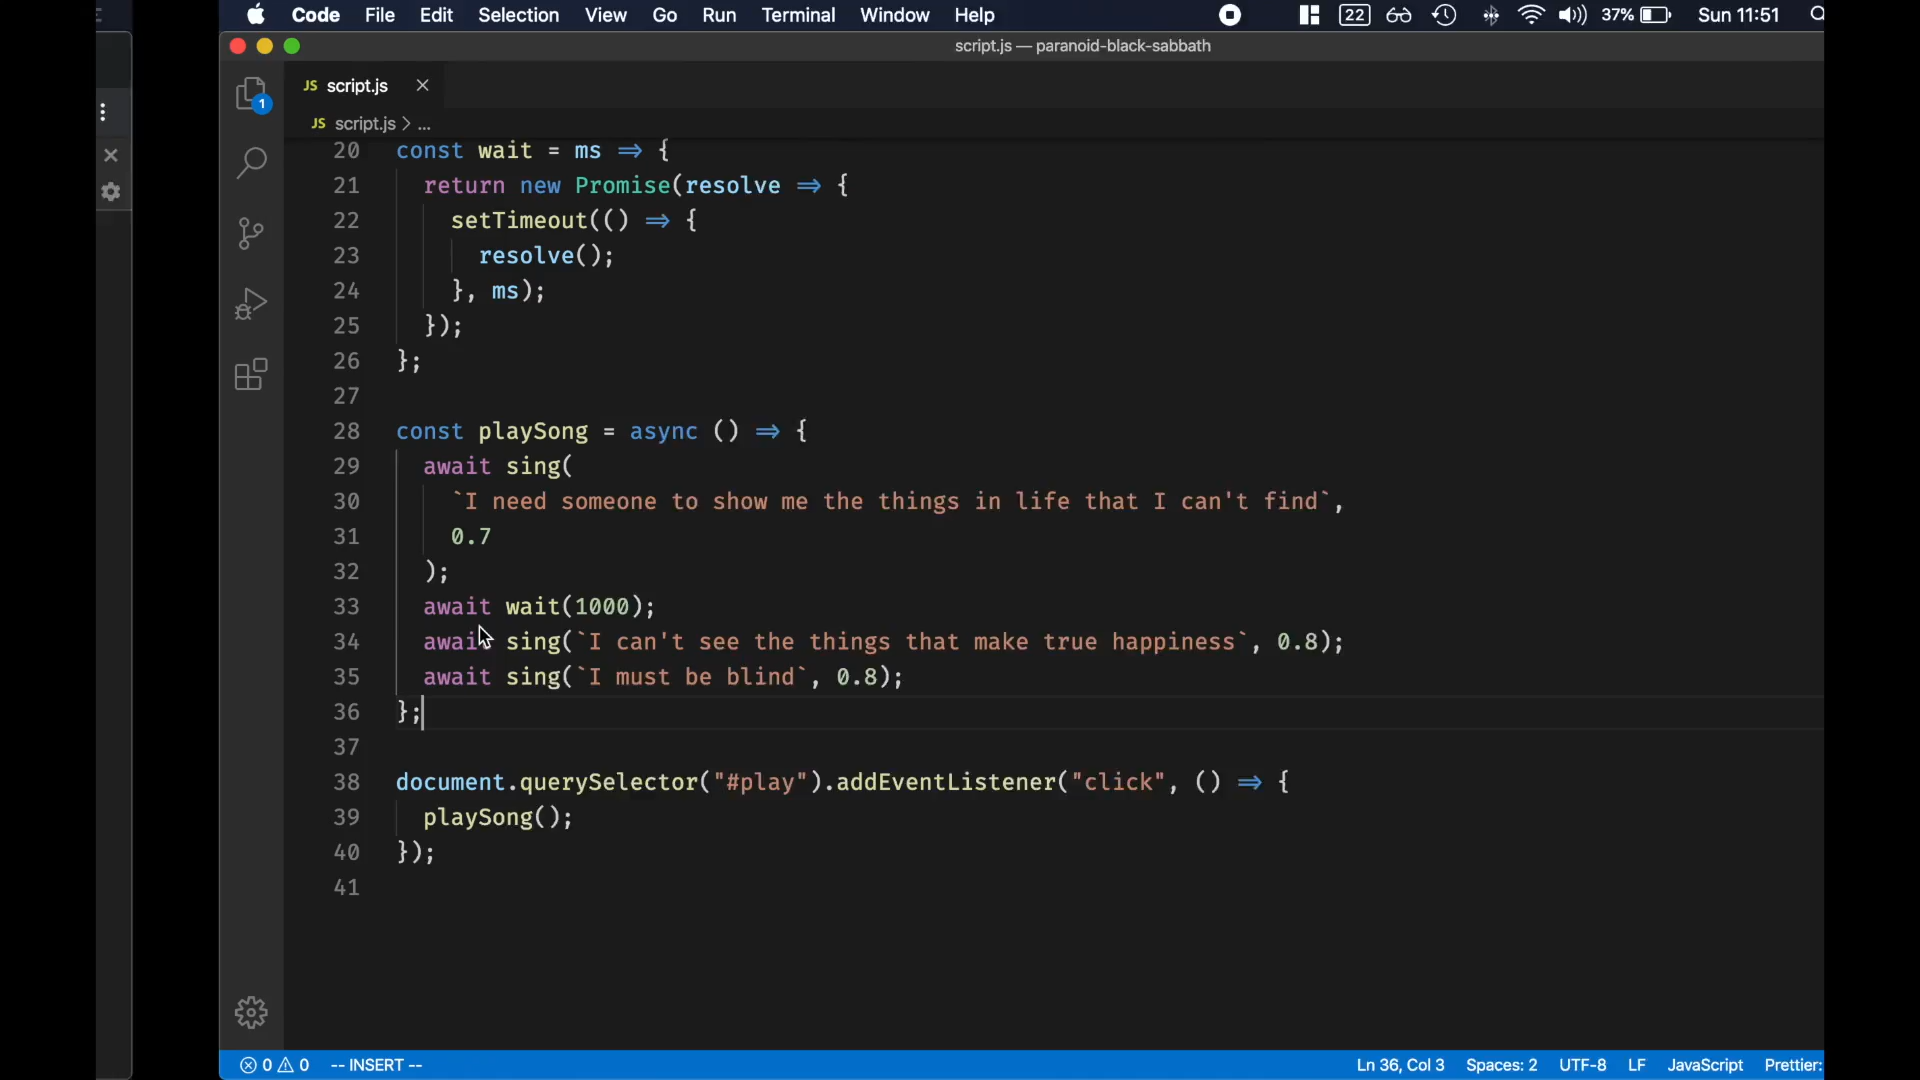 Code File Edit Selection View Go Run Terminal Window Help 22 37% Sun 11:51
script.js — paranoid-black-sabbath
1
JS script.js
JS script.js > ...
20 const wait = ms => {
21 return new Promise(resolve => {
22 setTimeout(() => {
23 resolve();
24 }, ms);
25 });
26 };
27
28 const playSong = async () => {
29 await sing(
30 `I need someone to show me the things in life that I can't find`,
31 0.7
32 );
33 await wait(1000);
34 await sing(`I can't see the things that make true happiness`, 0.8);
35 await sing(`I must be blind`, 0.8);
36 };
37
38 document.querySelector("#play").addEventListener("click", () => {
39 playSong();
40 });
41
0 0 -- INSERT -- Ln 36, Col 3 Spaces: 2 UTF-8 LF JavaScript Prettier: